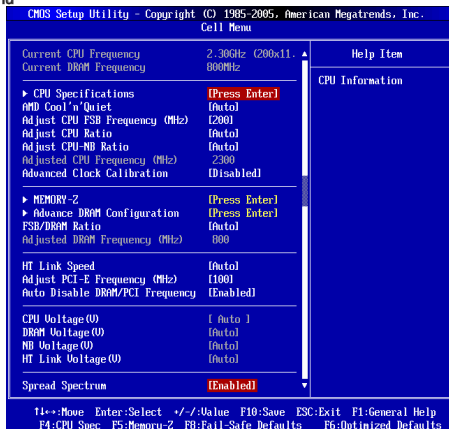 CMOS Setup Utility - Copyright (C) 1985-2005, American Megatrends, Inc.
Cell Menu
Current CPU Frequency 2.30GHz (200x11.
Current DRAM Frequency 800MHz
Help Item
CPU Information
▶ CPU Specifications [Press Enter]
AMD Cool'n'Quiet [Auto]
Adjust CPU FSB Frequency (MHz) [200]
Adjust CPU Ratio [Auto]
Adjust CPU-NB Ratio [Auto]
Adjusted CPU Frequency (MHz) 2300
Advanced Clock Calibration [Disabled]
▶ MEMORY-Z [Press Enter]
▶ Advance DRAM Configuration [Press Enter]
FSB/DRAM Ratio [Auto]
Adjusted DRAM Frequency (MHz) 800
HT Link Speed [Auto]
Adjust PCI-E Frequency (MHz) [100]
Auto Disable DRAM/PCI Frequency [Enabled]
CPU Voltage(V) [ Auto ]
DRAM Voltage(V) [Auto]
NB Voltage(V) [Auto]
HT Link Voltage(V) [Auto]
Spread Spectrum [Enabled]
↑↓↔:Move Enter:Select +/-/:Value F10:Save ESC:Exit F1:General Help
F4:CPU Spec F5:Memory-Z F8:Fail-Safe Defaults F6:Optimized Defaults